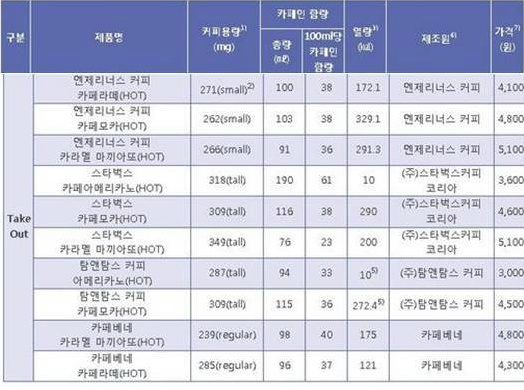 구분 제품명 커피용량1) (mg) 카페인 함량 열량3) (㎉) 제조원6) 가격7) (원)
총량 (㎖) 100ml당 카페인 함량
Take Out
엔제리너스 커피 카페라떼(HOT) 271(small)2) 100 38 172.1 엔제리너스 커피 4,100
엔제리너스 커피 카페모카(HOT) 262(small) 103 38 329.1 엔제리너스 커피 4,800
엔제리너스 커피 카라멜 마끼아또(HOT) 266(small) 91 36 291.3 엔제리너스 커피 5,100
스타벅스 카페아메리카노(HOT) 318(tall) 190 61 10 (주)스타벅스커피 코리아 3,600
스타벅스 카페모카(HOT) 309(tall) 116 38 290 (주)스타벅스커피 코리아 4,600
스타벅스 카라멜 마끼아또(HOT) 349(tall) 76 23 200 (주)스타벅스커피 코리아 5,100
탐앤탐스 커피 아메리카노(HOT) 287(tall) 94 33 105) (주)탐앤탐스 커피 3,000
탐앤탐스 커피 카페모카(HOT) 309(tall) 115 36 272.45) (주)탐앤탐스 커피 4,500
카페베네 카라멜 마끼아또(HOT) 239(regular) 98 40 175 카페베네 4,800
카페베네 카페라떼(HOT) 285(regular) 96 37 121 카페베네 4,300